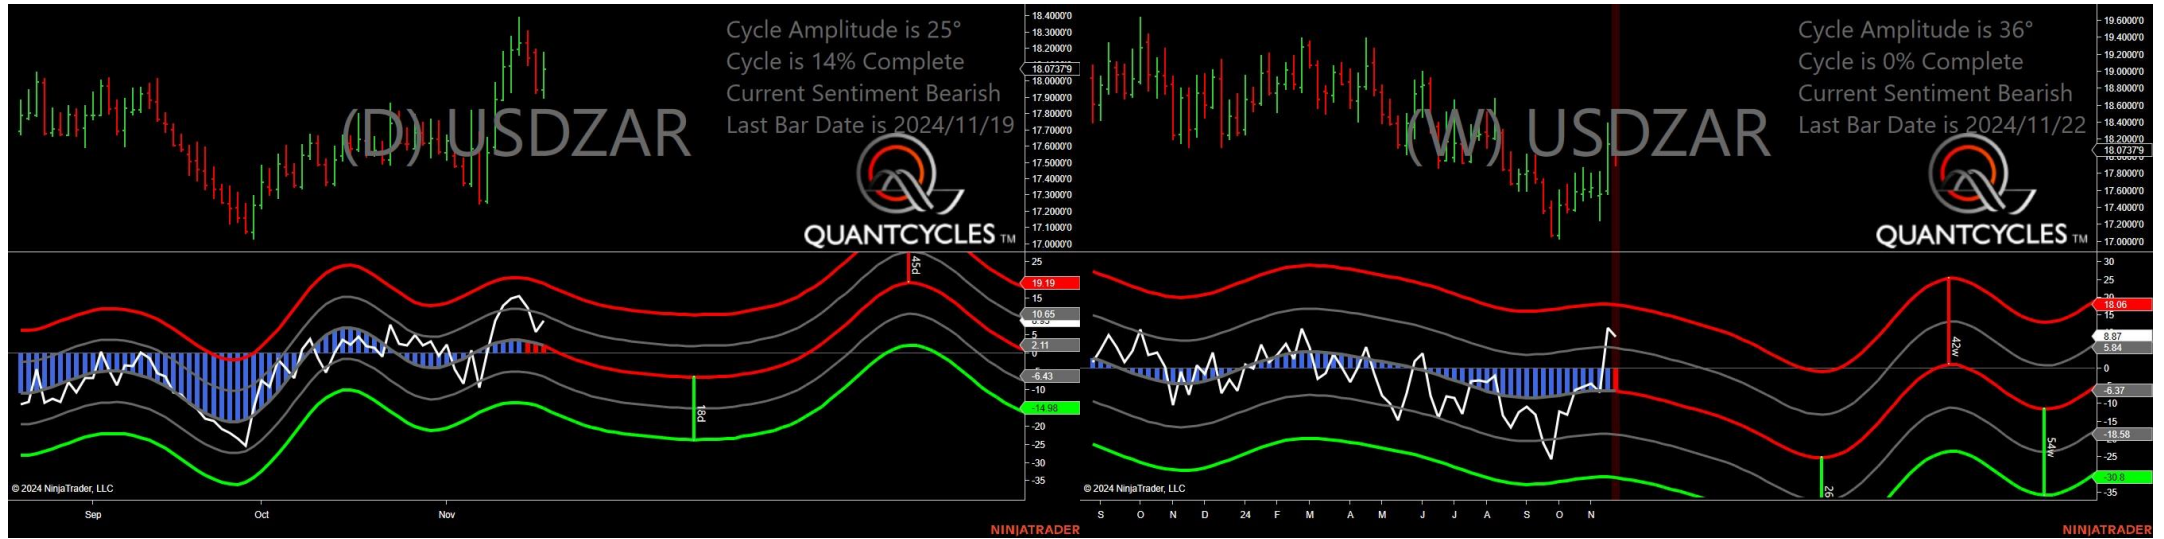 Cycle Amplitude is 25°
Cycle is 14% Complete
Current Sentiment Bearish
Last Bar Date is 2024/11/19
(D) USDZAR
QUANTCYCLES TM
18.4000'0
18.3000'0
18.2000'0
18.0737'9
18.0000'0
17.9000'0
17.8000'0
17.7000'0
17.6000'0
17.5000'0
17.4000'0
17.3000'0
17.2000'0
17.1000'0
17.0000'0
25
19.19
15
10.65
5
2.11
0
-6.43
-10
-14.98
-20
-25
-30
-35
45d
18d
© 2024 NinjaTrader, LLC
Sep Oct Nov
NINJATRADER
Cycle Amplitude is 36°
Cycle is 0% Complete
Current Sentiment Bearish
Last Bar Date is 2024/11/22
(W) USDZAR
QUANTCYCLES TM
19.6000'0
19.4000'0
19.2000'0
19.0000'0
18.8000'0
18.6000'0
18.4000'0
18.2000'0
18.0737'9
17.8000'0
17.6000'0
17.4000'0
17.2000'0
17.0000'0
30
25
18.06
15
8.87
5.84
0
-6.37
-10
-15
-18.58
-25
-30.8
-35
42w
54w
26
© 2024 NinjaTrader, LLC
S O N D 24 F M A M J J A S O N
NINJATRADER